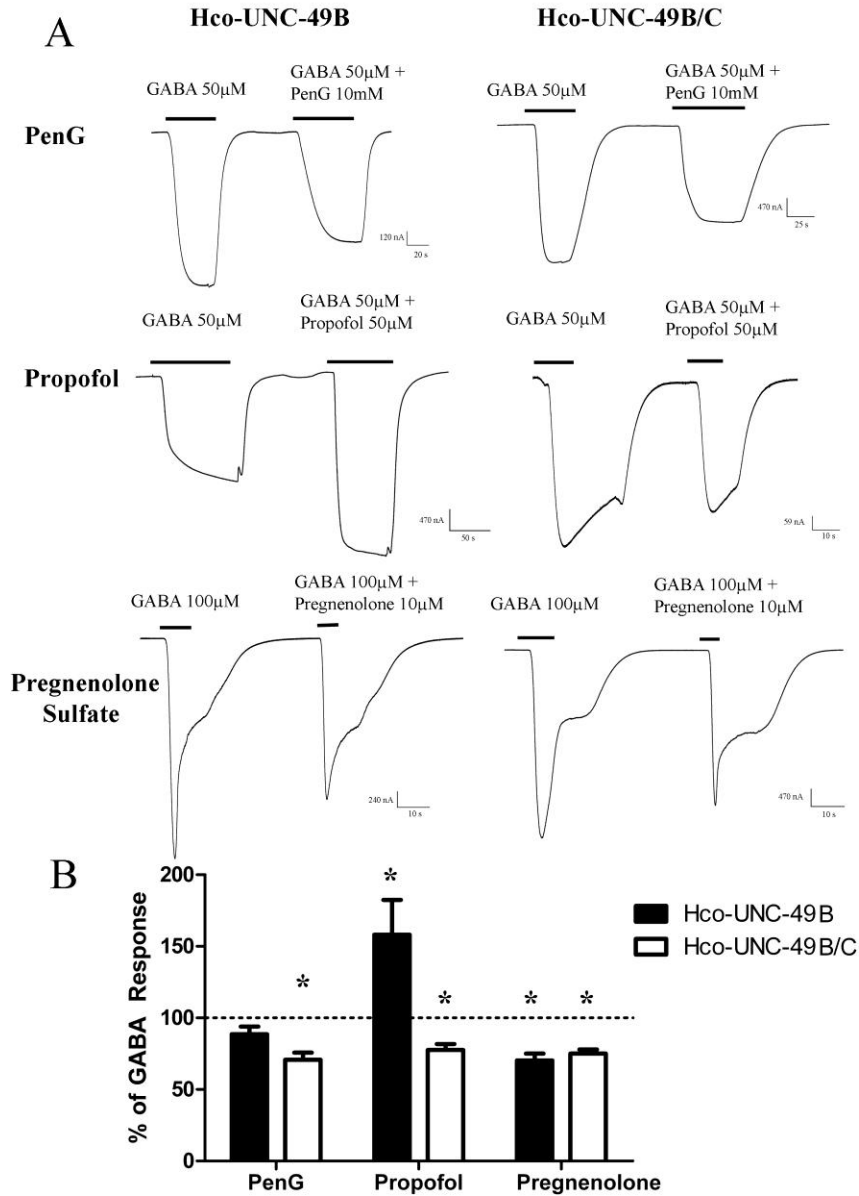 A
Hco-UNC-49B
Hco-UNC-49B/C
PenG
GABA 50μM
GABA 50μM +
PenG 10mM
120 nA
20 s
GABA 50μM
GABA 50μM +
PenG 10mM
470 nA
25 s
Propofol
GABA 50μM
GABA 50μM +
Propofol 50μM
470 nA
50 s
GABA 50μM
GABA 50μM +
Propofol 50μM
59 nA
10 s
Pregnenolone
Sulfate
GABA 100μM
GABA 100μM +
Pregnenolone 10μM
240 nA
10 s
GABA 100μM
GABA 100μM +
Pregnenolone 10μM
470 nA
10 s
B
% of GABA Response
200
150
100
50
0
*
*
*
*
*
PenG
Propofol
Pregnenolone
Hco-UNC-49B
Hco-UNC-49B/C